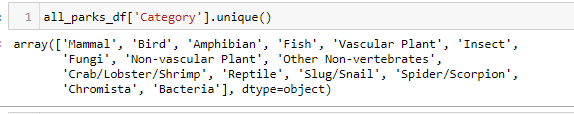 1 all_parks_df['Category'].unique()
array(['Mammal', 'Bird', 'Amphibian', 'Fish', 'Vascular Plant', 'Insect',
'Fungi', 'Non-vascular Plant', 'Other Non-vertebrates',
'Crab/Lobster/Shrimp', 'Reptile', 'Slug/Snail', 'Spider/Scorpion',
'Chromista', 'Bacteria'], dtype=object)